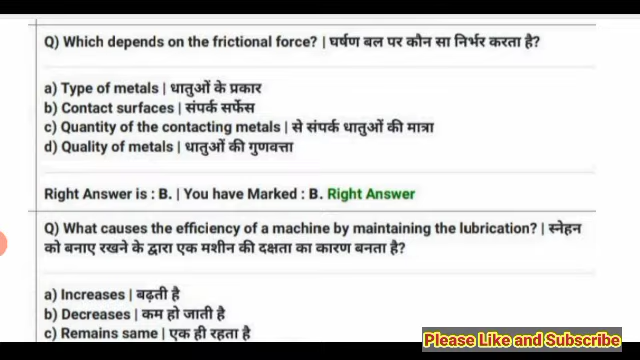 Q) Which depends on the frictional force? | घर्षण बल पर कौन सा निर्भर करता है?
a) Type of metals | धातुओं के प्रकार
b) Contact surfaces | संपर्क सर्फेस
c) Quantity of the contacting metals | से संपर्क धातुओं की मात्रा
d) Quality of metals | धातुओं की गुणवत्ता
Right Answer is : B. | You have Marked : B. Right Answer
Q) What causes the efficiency of a machine by maintaining the lubrication? | स्नेहन
को बनाए रखने के द्वारा एक मशीन की दक्षता का कारण बनता है?
a) Increases | बढ़ती है
b) Decreases | कम हो जाती है
c) Remains same | एक ही रहता है
Please Like and Subscribe